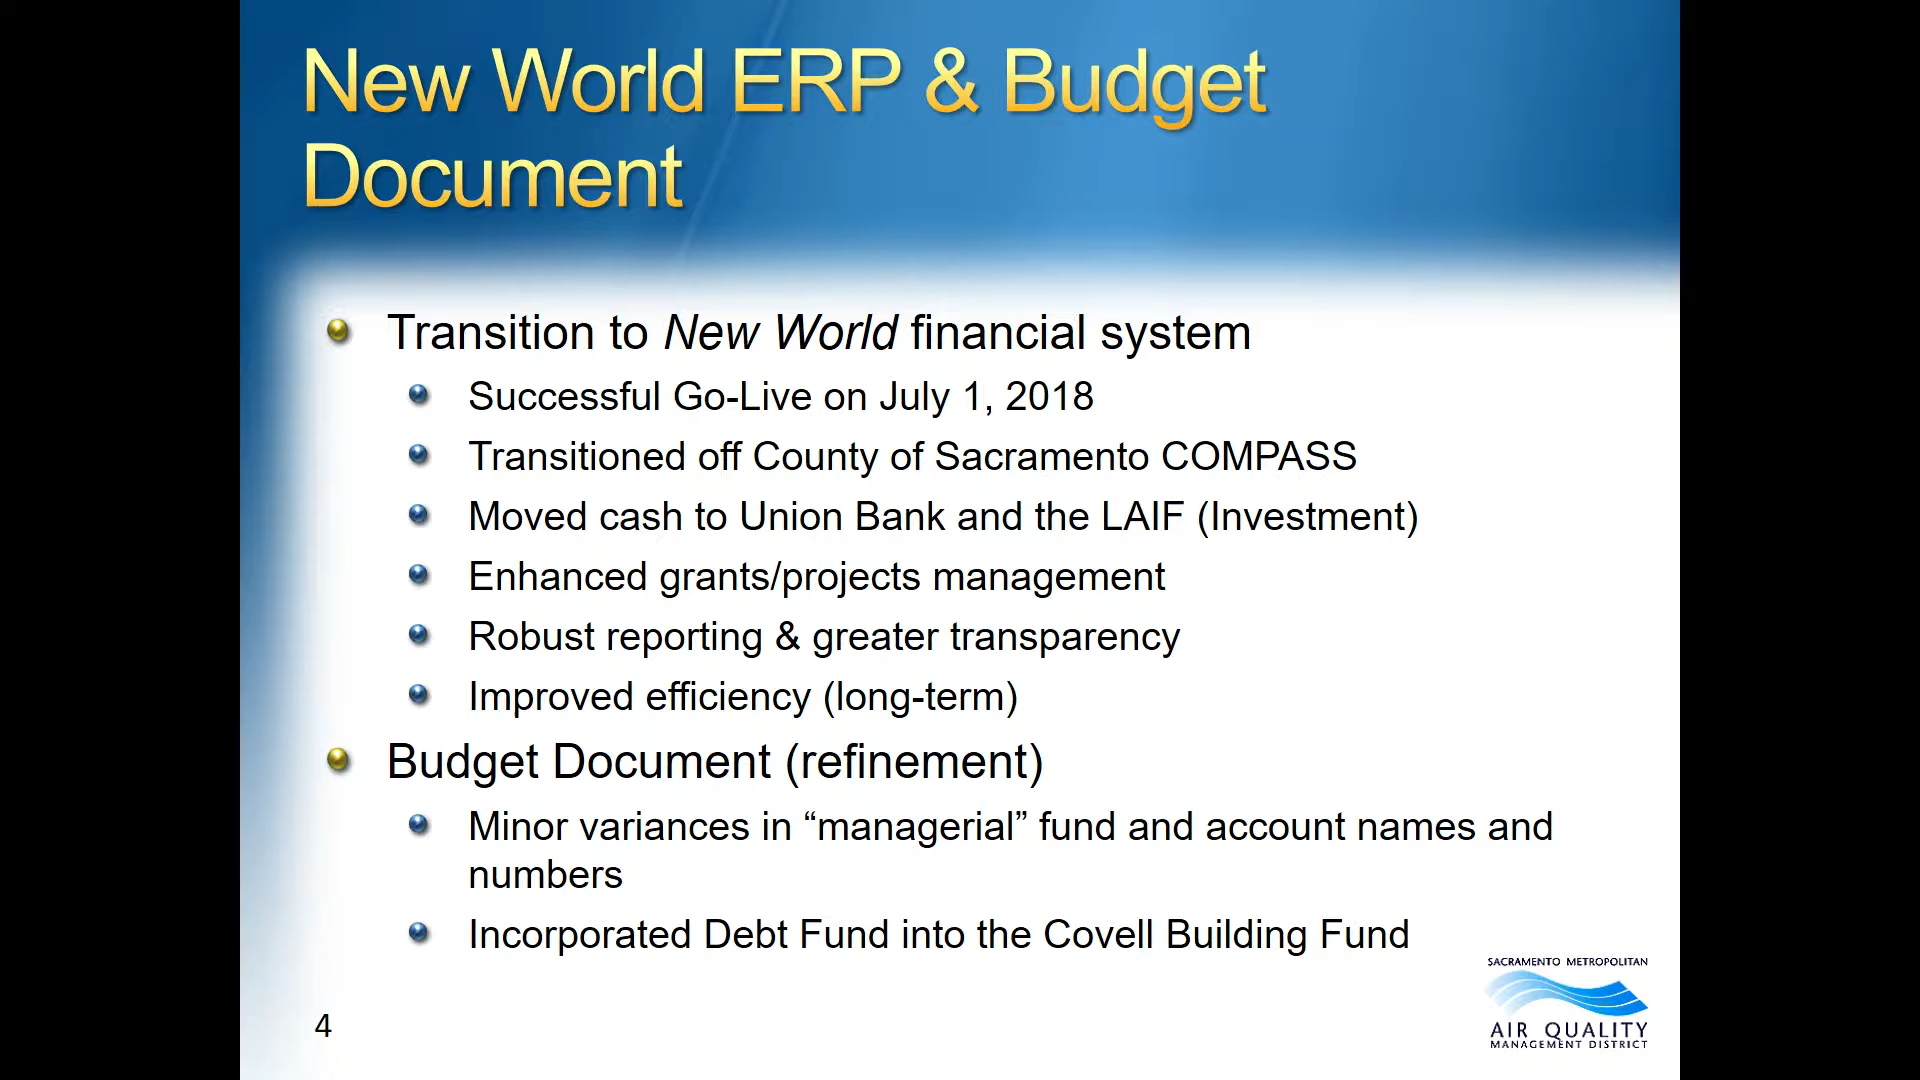 New World ERP & Budget
Document
Transition to New World financial system
Successful Go-Live on July 1, 2018
Transitioned off County of Sacramento COMPASS
Moved cash to Union Bank and the LAIF (Investment)
Enhanced grants/projects management
Robust reporting & greater transparency
Improved efficiency (long-term)
Budget Document (refinement)
Minor variances in “managerial” fund and account names and
numbers
Incorporated Debt Fund into the Covell Building Fund
SACRAMENTO METROPOLITAN
AIR QUALITY
MANAGEMENT DISTRICT
4